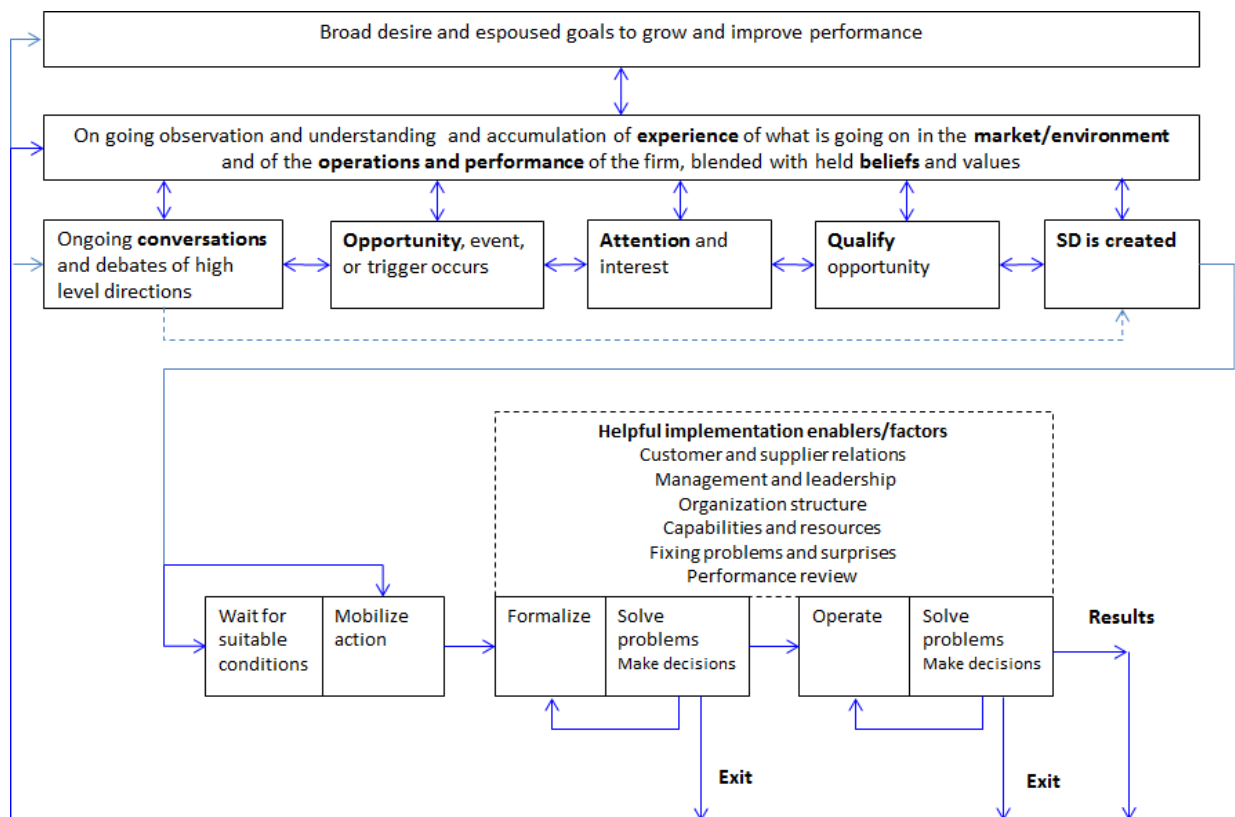 Broad desire and espoused goals to grow and improve performance
On going observation and understanding and accumulation of experience of what is going on in the market/environment
and of the operations and performance of the firm, blended with held beliefs and values
Ongoing conversations
and debates of high
level directions
Opportunity, event,
or trigger occurs
Attention and
interest
Qualify
opportunity
SD is created
Helpful implementation enablers/factors
Customer and supplier relations
Management and leadership
Organization structure
Capabilities and resources
Fixing problems and surprises
Performance review
Wait for
suitable
conditions
Mobilize
action
Formalize
Solve
problems
Make decisions
Operate
Solve
problems
Make decisions
Results
Exit
Exit